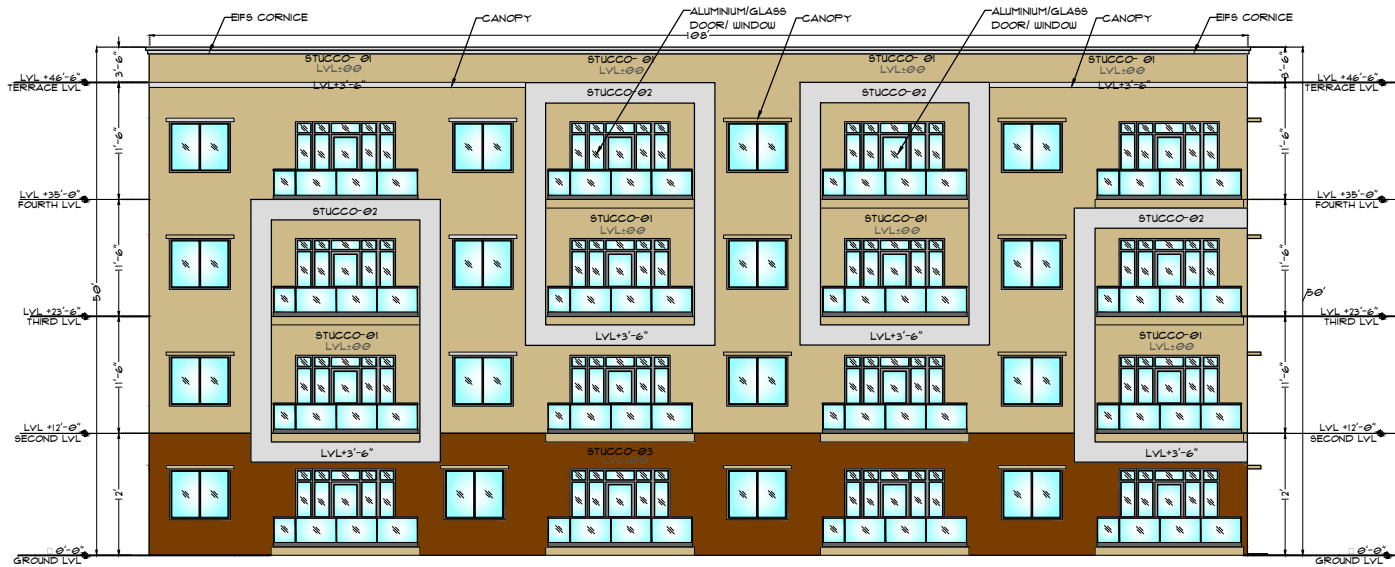 EIFS CORNICE
CANOPY
ALUMINIUM/GLASS
DOOR/ WINDOW
CANOPY
ALUMINIUM/GLASS
DOOR/ WINDOW
CANOPY
EIFS CORNICE
108'
3'-6"
STUCCO-01
LVL±00
STUCCO-01
LVL±00
STUCCO-01
LVL±00
STUCCO-01
LVL±00
3'-6"
LVL +46'-6"
TERRACE LVL
LVL+3'-6"
STUCCO-02
STUCCO-02
LVL+3'-6"
LVL +46'-6"
TERRACE LVL
11'-6"
11'-6"
LVL +35'-0"
FOURTH LVL
STUCCO-02
STUCCO-01
LVL±00
STUCCO-01
LVL±00
STUCCO-02
LVL +35'-0"
FOURTH LVL
11'-6"
11'-6"
50'
50'
LVL +23'-6"
THIRD LVL
STUCCO-01
LVL±00
LVL+3'-6"
LVL+3'-6"
STUCCO-01
LVL±00
LVL +23'-6"
THIRD LVL
11'-6"
11'-6"
LVL +12'-0"
SECOND LVL
LVL+3'-6"
STUCCO-03
LVL+3'-6"
LVL +12'-0"
SECOND LVL
12'
12'
0'-0"
GROUND LVL
0'-0"
GROUND LVL